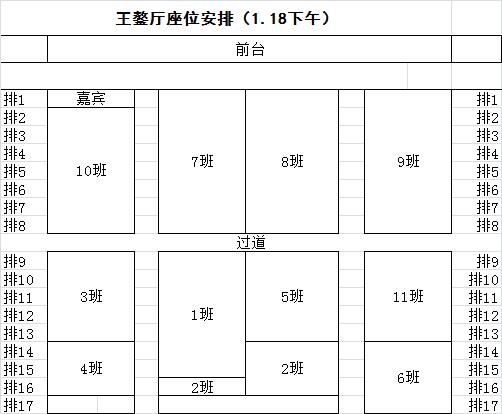 王鏊厅座位安排（1.18下午）
前台
排1 嘉宾 排1
排2 排2
排3 排3
排4 排4
10班 7班 8班 9班
排5 排5
排6 排6
排7 排7
排8 排8
过道
排9 排9
排10 排10
3班 5班 11班
排11 排11
1班
排12 排12
排13 排13
排14 排14
4班 2班
排15 排15
6班
排16 2班 排16
排17 排17